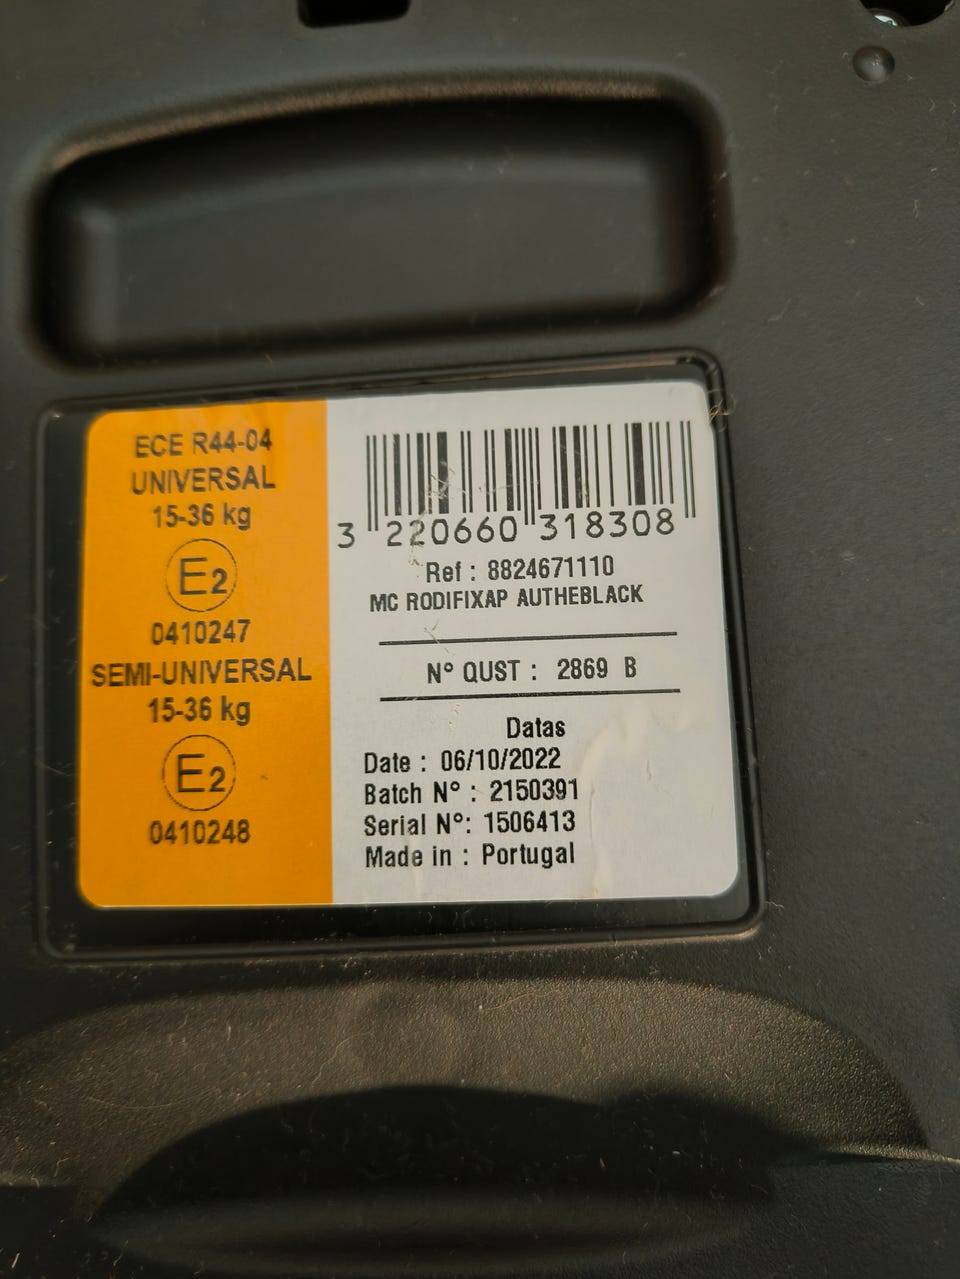 ECE R44-04
UNIVERSAL
15-36 kg
E2
0410247
SEMI-UNIVERSAL
15-36 kg
E2
0410248
3 220660 318308
Ref : 8824671110
MC RODIFIXAP AUTHEBLACK
N° QUST : 2869 B
Datas
Date : 06/10/2022
Batch N° : 2150391
Serial N°: 1506413
Made in : Portugal